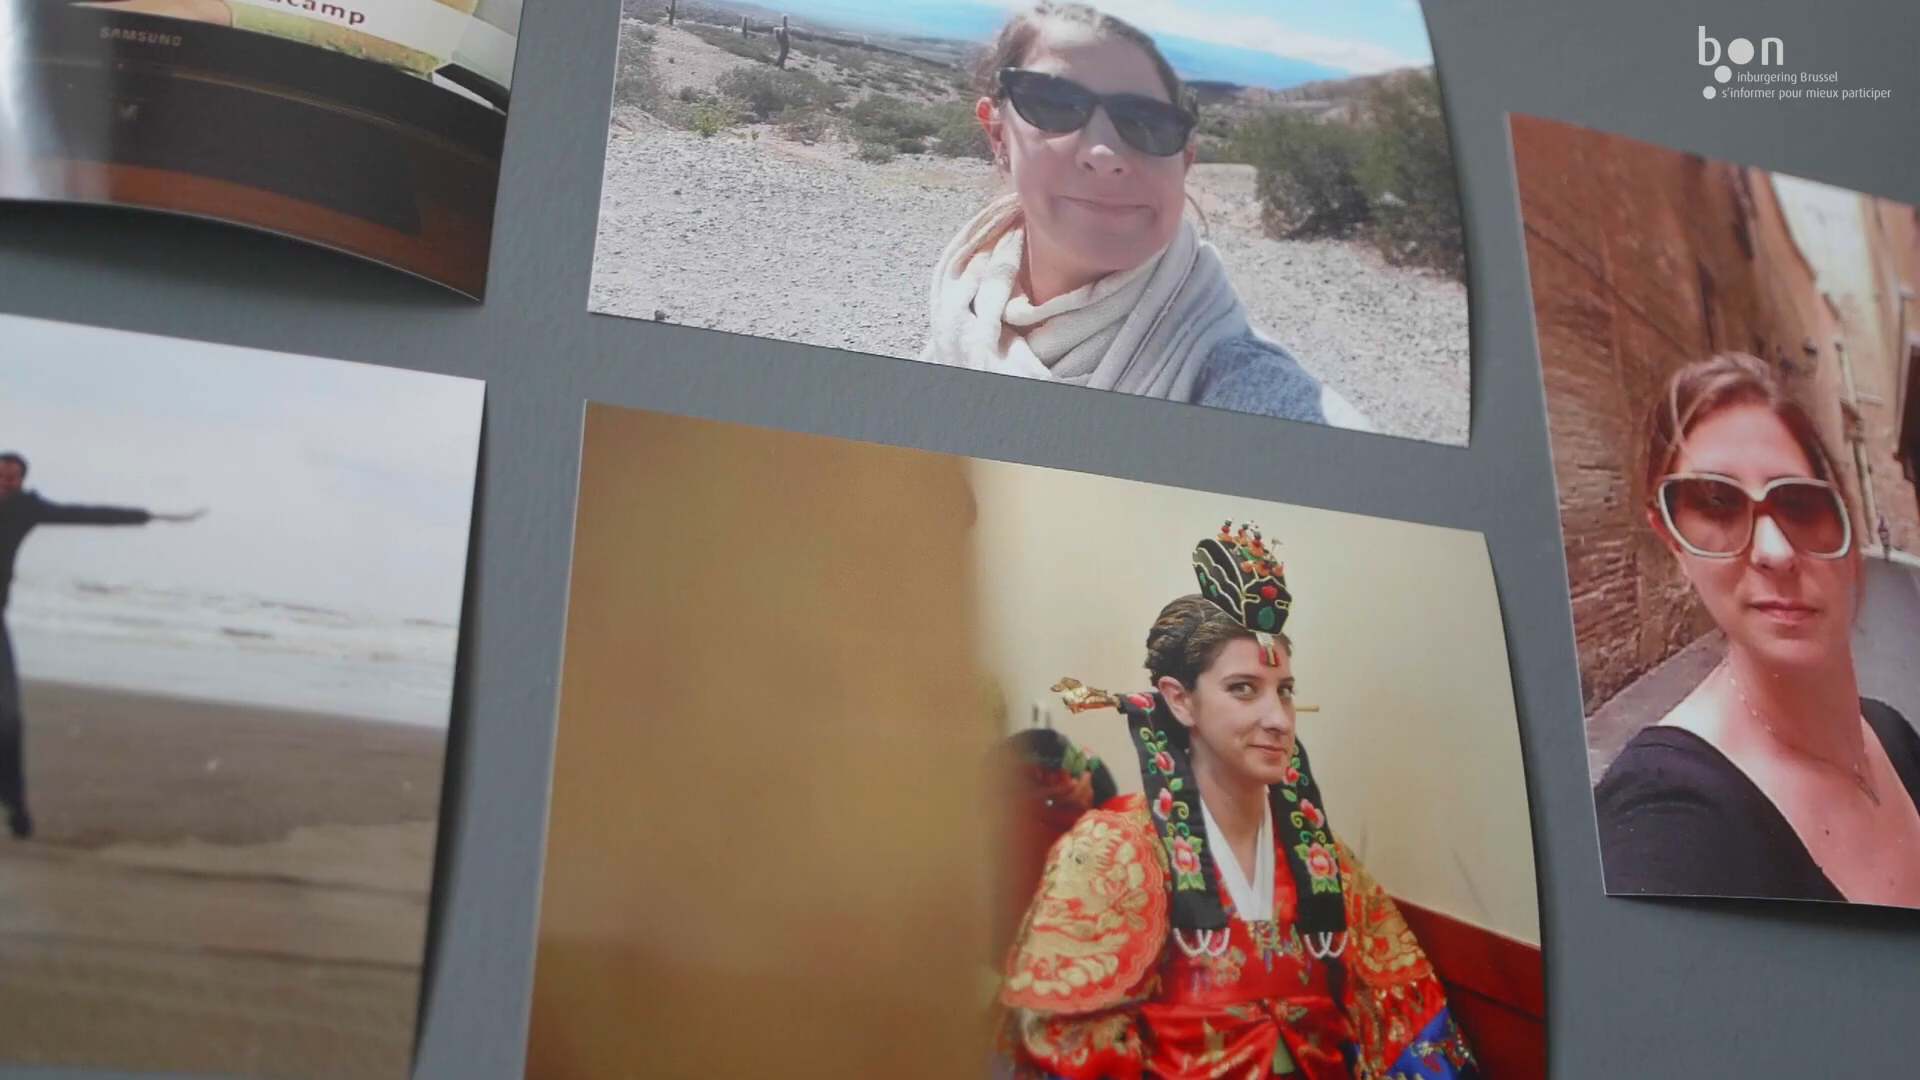 camp
SAMSUNG
bon
inburgering Brussel
s'informer pour mieux participer